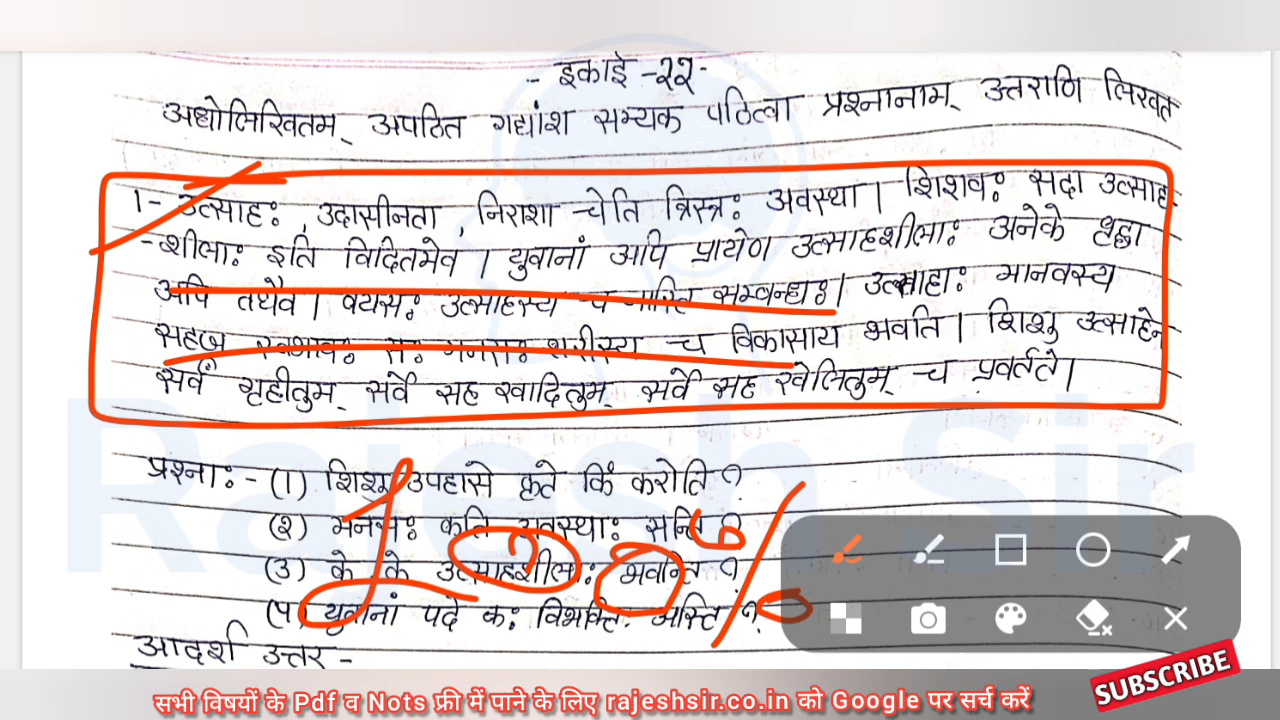 - इकाई -२२-
अधोलिखितम् अपठित गद्यांश सम्यक पठित्वा प्रश्नानाम् उत्तराणि लिखत
1- उत्साहः, उदासीनता, निराशा चेति त्रिस्त्रः अवस्था। शिशवः सदा उत्साह-
-शीलाः इति विदितमेव। युवानां अपि प्रायेण उत्साहशीलाः अनेके वृद्धा
अपि तथैव। वयसः उत्साहस्य च नास्ति सम्बन्धः। उत्साहाः मानवस्य
सहज स्वभावः सः मनसः शरीरस्य च विकासाय भवति। शिशु उत्साहेन
सर्वं गृहीतुम् सर्वे सह खादितुम् सर्वे सह खेलितुम् च प्रवर्तते।
प्रश्नाः- (1) शिशु उपहासे कृते किं करोति ?
(२) मनसः कति अवस्थाः सन्ति ?
(3) के के उत्साहशीलाः भवन्ति ?
(4) युवानां पदे कः विभक्ति अस्ति ?
आदर्श उत्तर -
Rajesh Sir
सभी विषयों के Pdf व Nots फ्री में पाने के लिए rajeshsir.co.in को Google पर सर्च करें
SUBSCRIBE